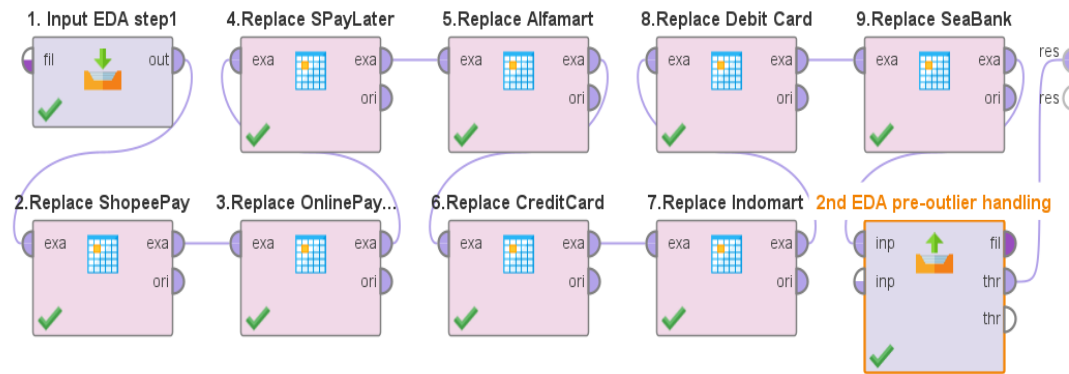 1. Input EDA step1
4.Replace SPayLater
5.Replace Alfamart
8.Replace Debit Card
9.Replace SeaBank
fil out
exa exa
ori
exa exa
ori
exa exa
ori
exa exa
ori
res
res
2.Replace ShopeePay
3.Replace OnlinePay...
6.Replace CreditCard
7.Replace Indomart
2nd EDA pre-outlier handling
exa exa
ori
exa exa
ori
exa exa
ori
exa exa
ori
inp fil
inp thr
thr